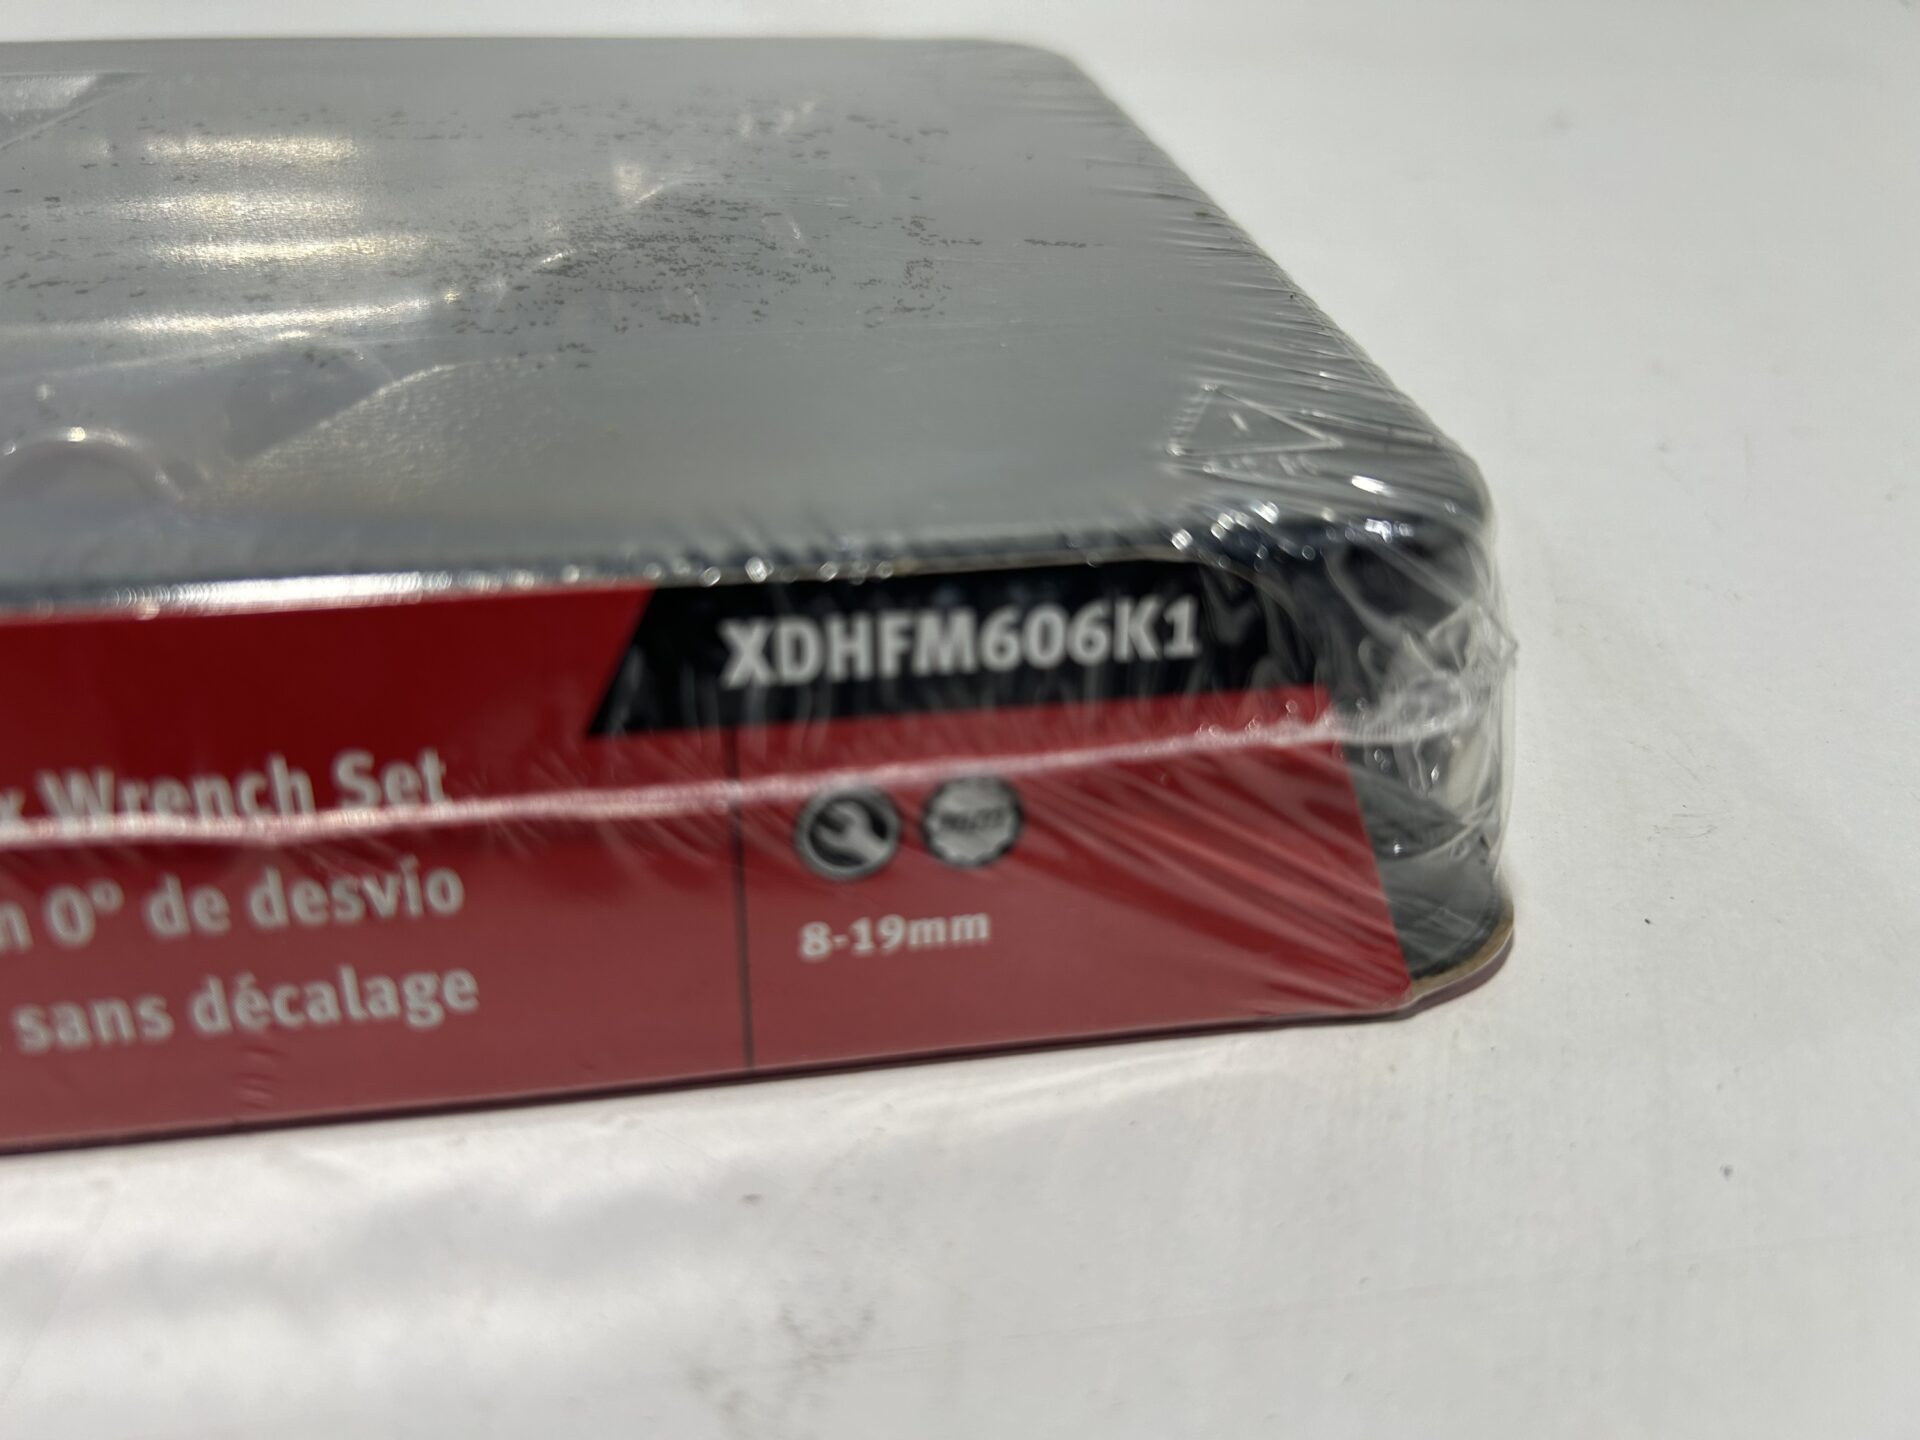 XDHFM606K1
x Wrench Set
n 0° de desvío
sans décalage
8-19mm